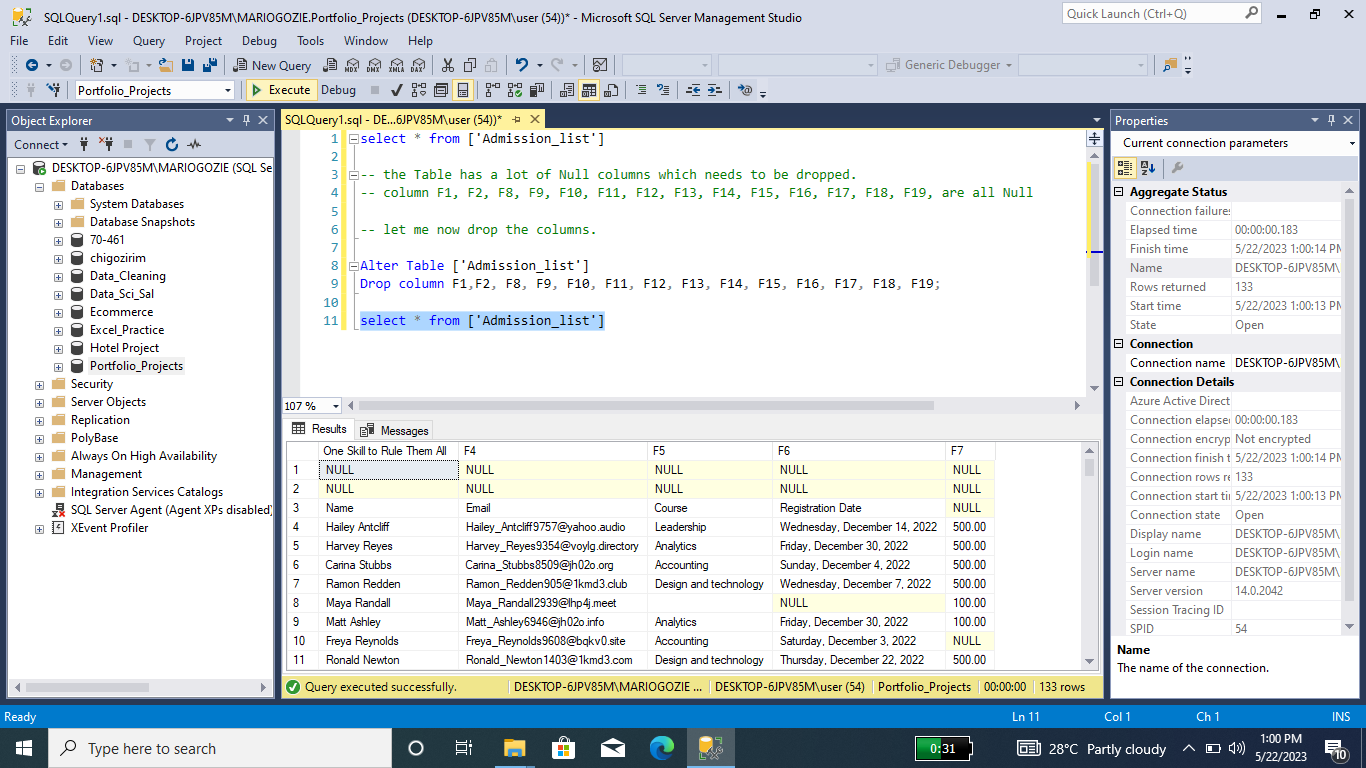 SQLQuery1.sql - DESKTOP-6JPV85M\MARIOGOZIE.Portfolio_Projects (DESKTOP-6JPV85M\user (54))* - Microsoft SQL Server Management Studio
Quick Launch (Ctrl+Q)
File Edit View Query Project Debug Tools Window Help
New Query MDX DMX XMLA DAX Generic Debugger
Portfolio_Projects Execute Debug
Object Explorer
Connect
DESKTOP-6JPV85M\MARIOGOZIE (SQL Se
Databases
System Databases
Database Snapshots
70-461
chigozirim
Data_Cleaning
Data_Sci_Sal
Ecommerce
Excel_Practice
Hotel Project
Portfolio_Projects
Security
Server Objects
Replication
PolyBase
Always On High Availability
Management
Integration Services Catalogs
SQL Server Agent (Agent XPs disabled)
XEvent Profiler
SQLQuery1.sql - DE...6JPV85M\user (54))*
1 select * from ['Admission_list']
2
3 -- the Table has a lot of Null columns which needs to be dropped.
4 -- column F1, F2, F8, F9, F10, F11, F12, F13, F14, F15, F16, F17, F18, F19, are all Null
5
6 -- let me now drop the columns.
7
8 Alter Table ['Admission_list']
9 Drop column F1,F2, F8, F9, F10, F11, F12, F13, F14, F15, F16, F17, F18, F19;
10
11 select * from ['Admission_list']
107 %
Results Messages
One Skill to Rule Them All F4 F5 F6 F7
1 NULL NULL NULL NULL NULL
2 NULL NULL NULL NULL NULL
3 Name Email Course Registration Date NULL
4 Hailey Antcliff Hailey_Antcliff9757@yahoo.audio Leadership Wednesday, December 14, 2022 500.00
5 Harvey Reyes Harvey_Reyes9354@voylg.directory Analytics Friday, December 30, 2022 500.00
6 Carina Stubbs Carina_Stubbs8509@jh02o.org Accounting Sunday, December 4, 2022 500.00
7 Ramon Redden Ramon_Redden905@1kmd3.club Design and technology Wednesday, December 7, 2022 500.00
8 Maya Randall Maya_Randall2939@lhp4j.meet NULL 100.00
9 Matt Ashley Matt_Ashley6946@jh02o.info Analytics Friday, December 30, 2022 100.00
10 Freya Reynolds Freya_Reynolds9608@bqkv0.site Accounting Saturday, December 3, 2022 NULL
11 Ronald Newton Ronald_Newton1403@1kmd3.com Design and technology Thursday, December 22, 2022 500.00
Query executed successfully. DESKTOP-6JPV85M\MARIOGOZIE ... DESKTOP-6JPV85M\user (54) Portfolio_Projects 00:00:00 133 rows
Properties
Current connection parameters
Aggregate Status
Connection failures
Elapsed time 00:00:00.183
Finish time 5/22/2023 1:00:14 PM
Name DESKTOP-6JPV85M\
Rows returned 133
Start time 5/22/2023 1:00:13 PM
State Open
Connection
Connection name DESKTOP-6JPV85M\
Connection Details
Azure Active Direct
Connection elapse 00:00:00.183
Connection encryp Not encrypted
Connection finish t 5/22/2023 1:00:14 PM
Connection rows re 133
Connection start ti 5/22/2023 1:00:13 PM
Connection state Open
Display name DESKTOP-6JPV85M\
Login name DESKTOP-6JPV85M\
Server name DESKTOP-6JPV85M\
Server version 14.0.2042
Session Tracing ID
SPID 54
Name
The name of the connection.
Ready Ln 11 Col 1 Ch 1 INS
Type here to search
0:31
28°C Partly cloudy
1:00 PM
5/22/2023
10